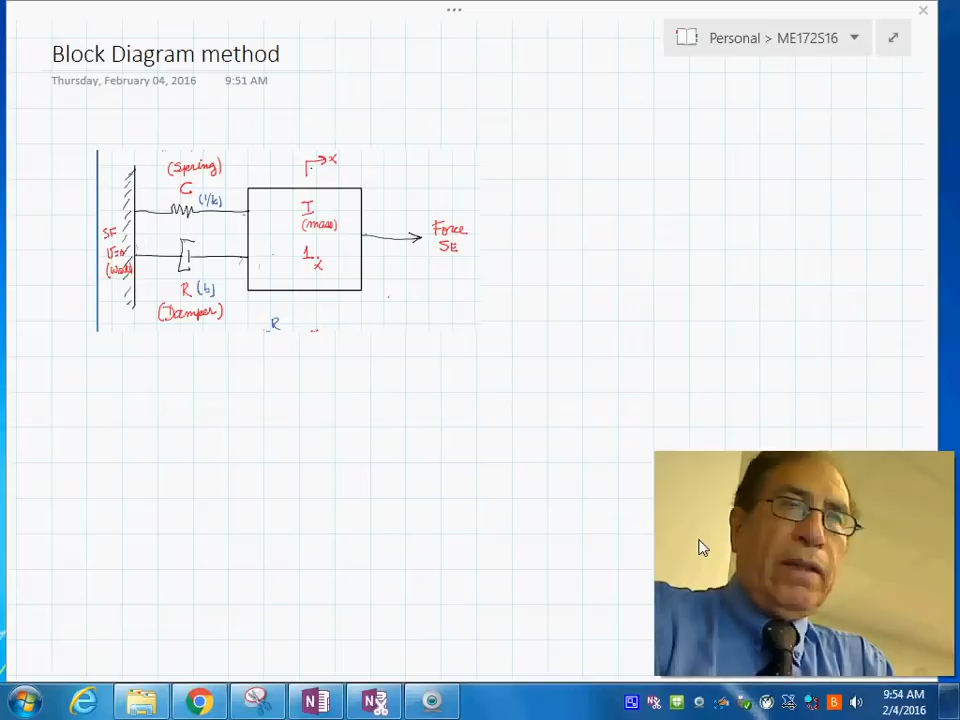 ...
Personal > ME172S16
Block Diagram method
Thursday, February 04, 2016 9:51 AM
(Spring)
C
(1/k)
x
I
(mass)
1ẋ
Force
SE
SF
V=0
(Wall)
R (b)
(Damper)
R
9:54 AM
2/4/2016